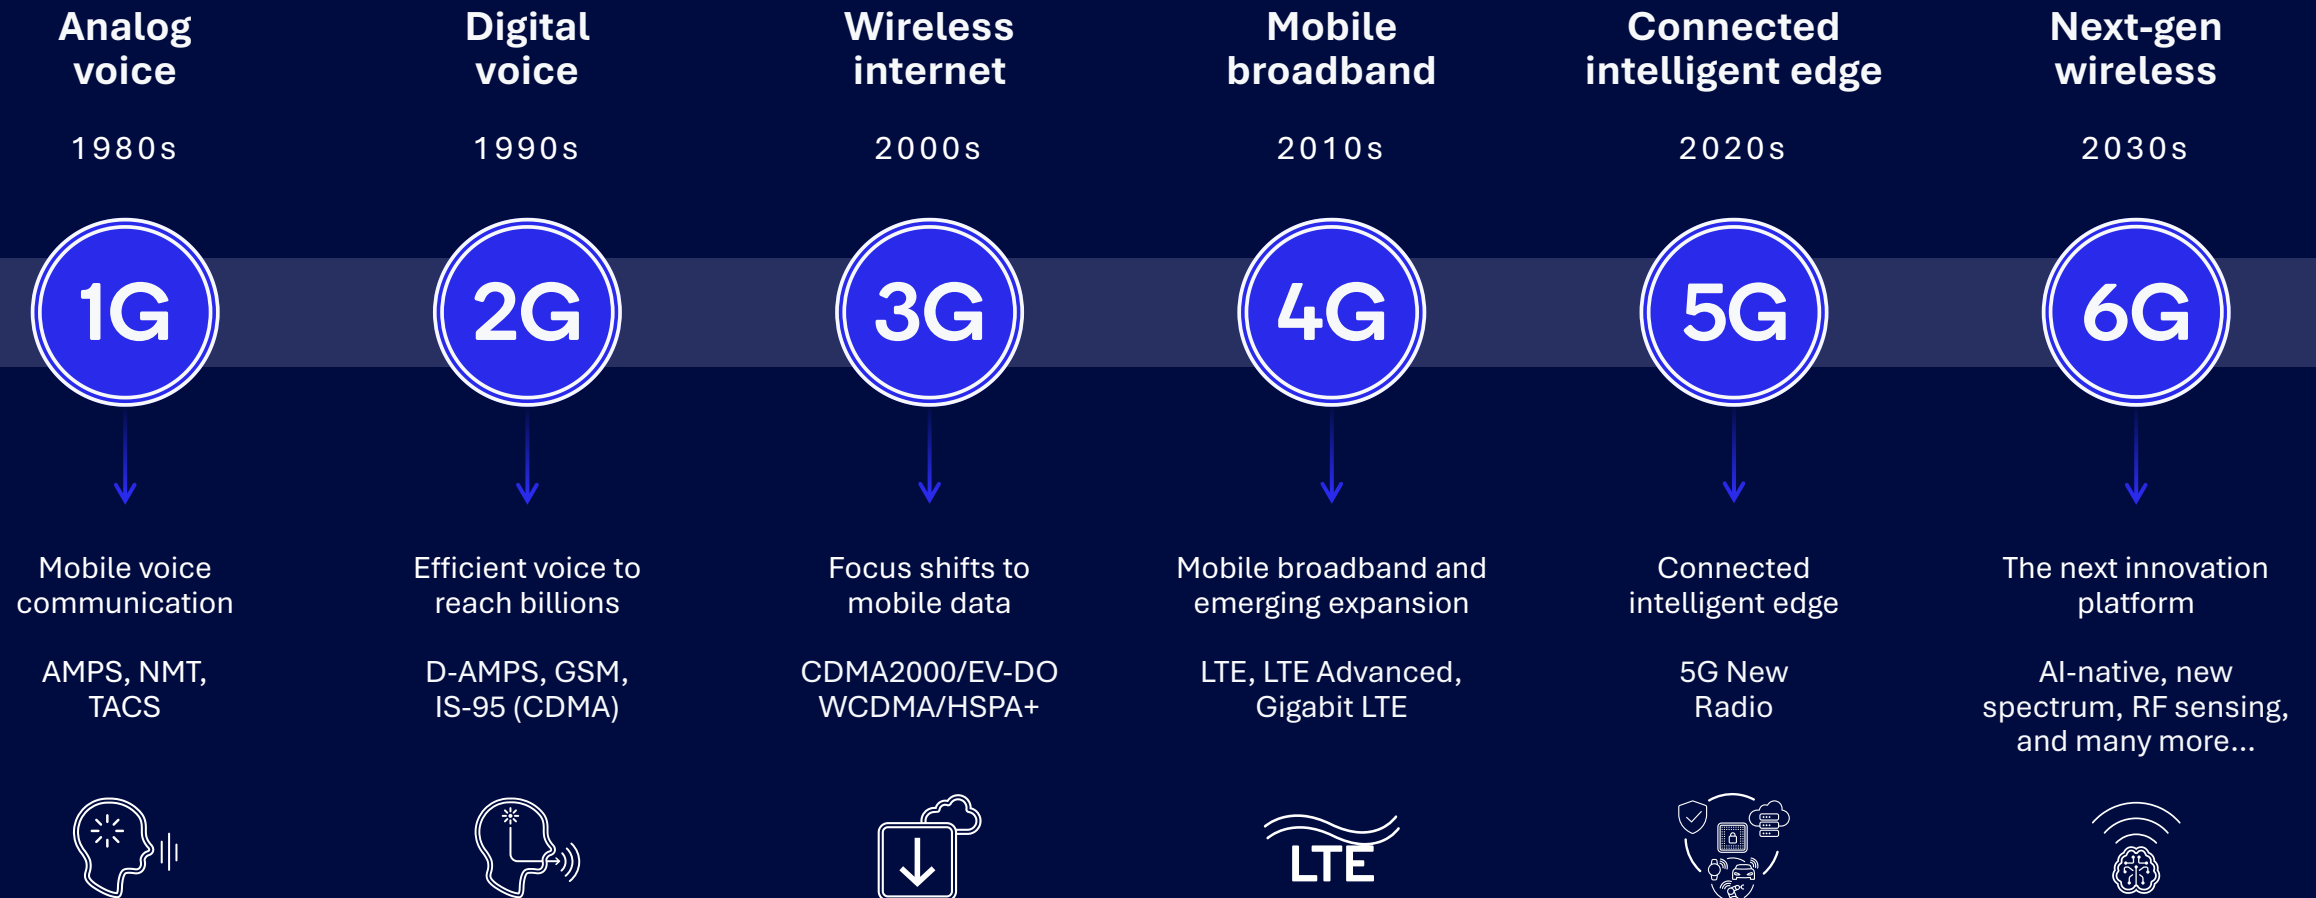 Analog
voice
1980s
1G
Mobile voice
communication
AMPS, NMT,
TACS
Digital
voice
1990s
2G
Efficient voice to
reach billions
D-AMPS, GSM,
IS-95 (CDMA)
Wireless
internet
2000s
3G
Focus shifts to
mobile data
CDMA2000/EV-DO
WCDMA/HSPA+
Mobile
broadband
2010s
4G
Mobile broadband and
emerging expansion
LTE, LTE Advanced,
Gigabit LTE
LTE
Connected
intelligent edge
2020s
5G
Connected
intelligent edge
5G New
Radio
Next-gen
wireless
2030s
6G
The next innovation
platform
AI-native, new
spectrum, RF sensing,
and many more...